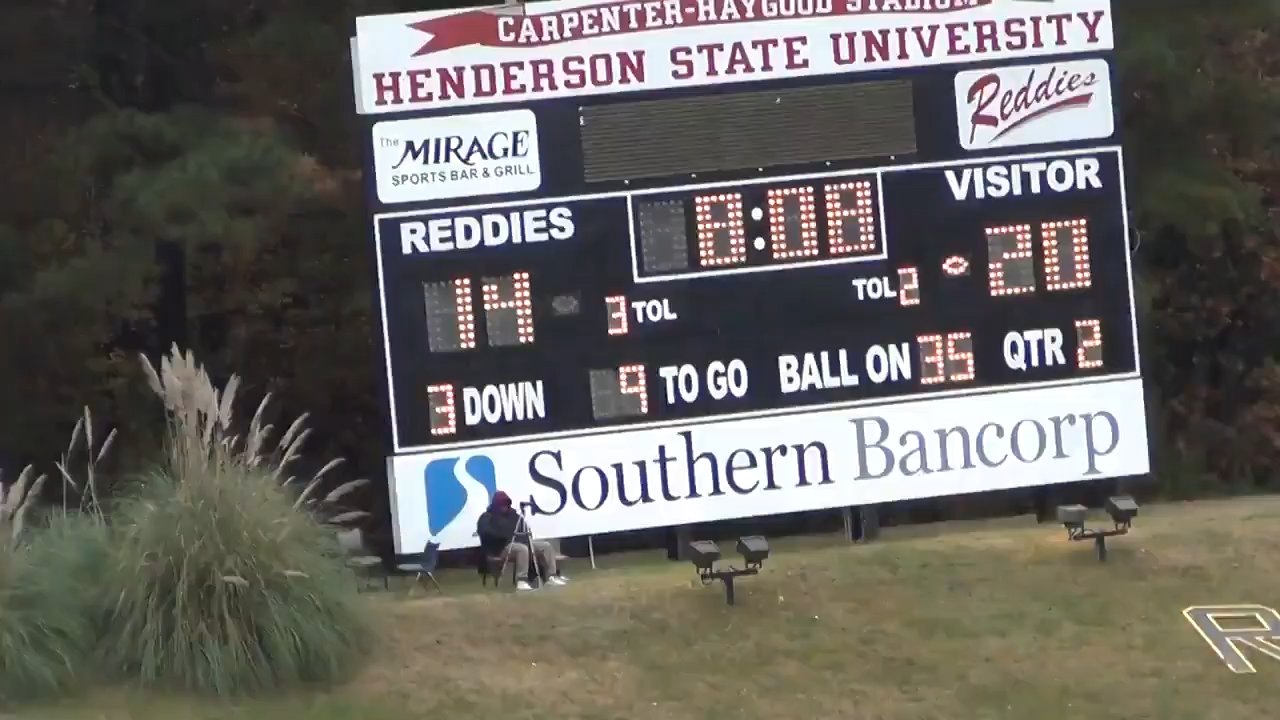 CARPENTER-HAYGOOD STADIUM
HENDERSON STATE UNIVERSITY
The MIRAGE
SPORTS BAR & GRILL
Reddies
REDDIES
8:08
VISITOR
14
3 TOL
TOL 2
20
3 DOWN
9 TO GO
BALL ON 35
QTR 2
Southern Bancorp
R